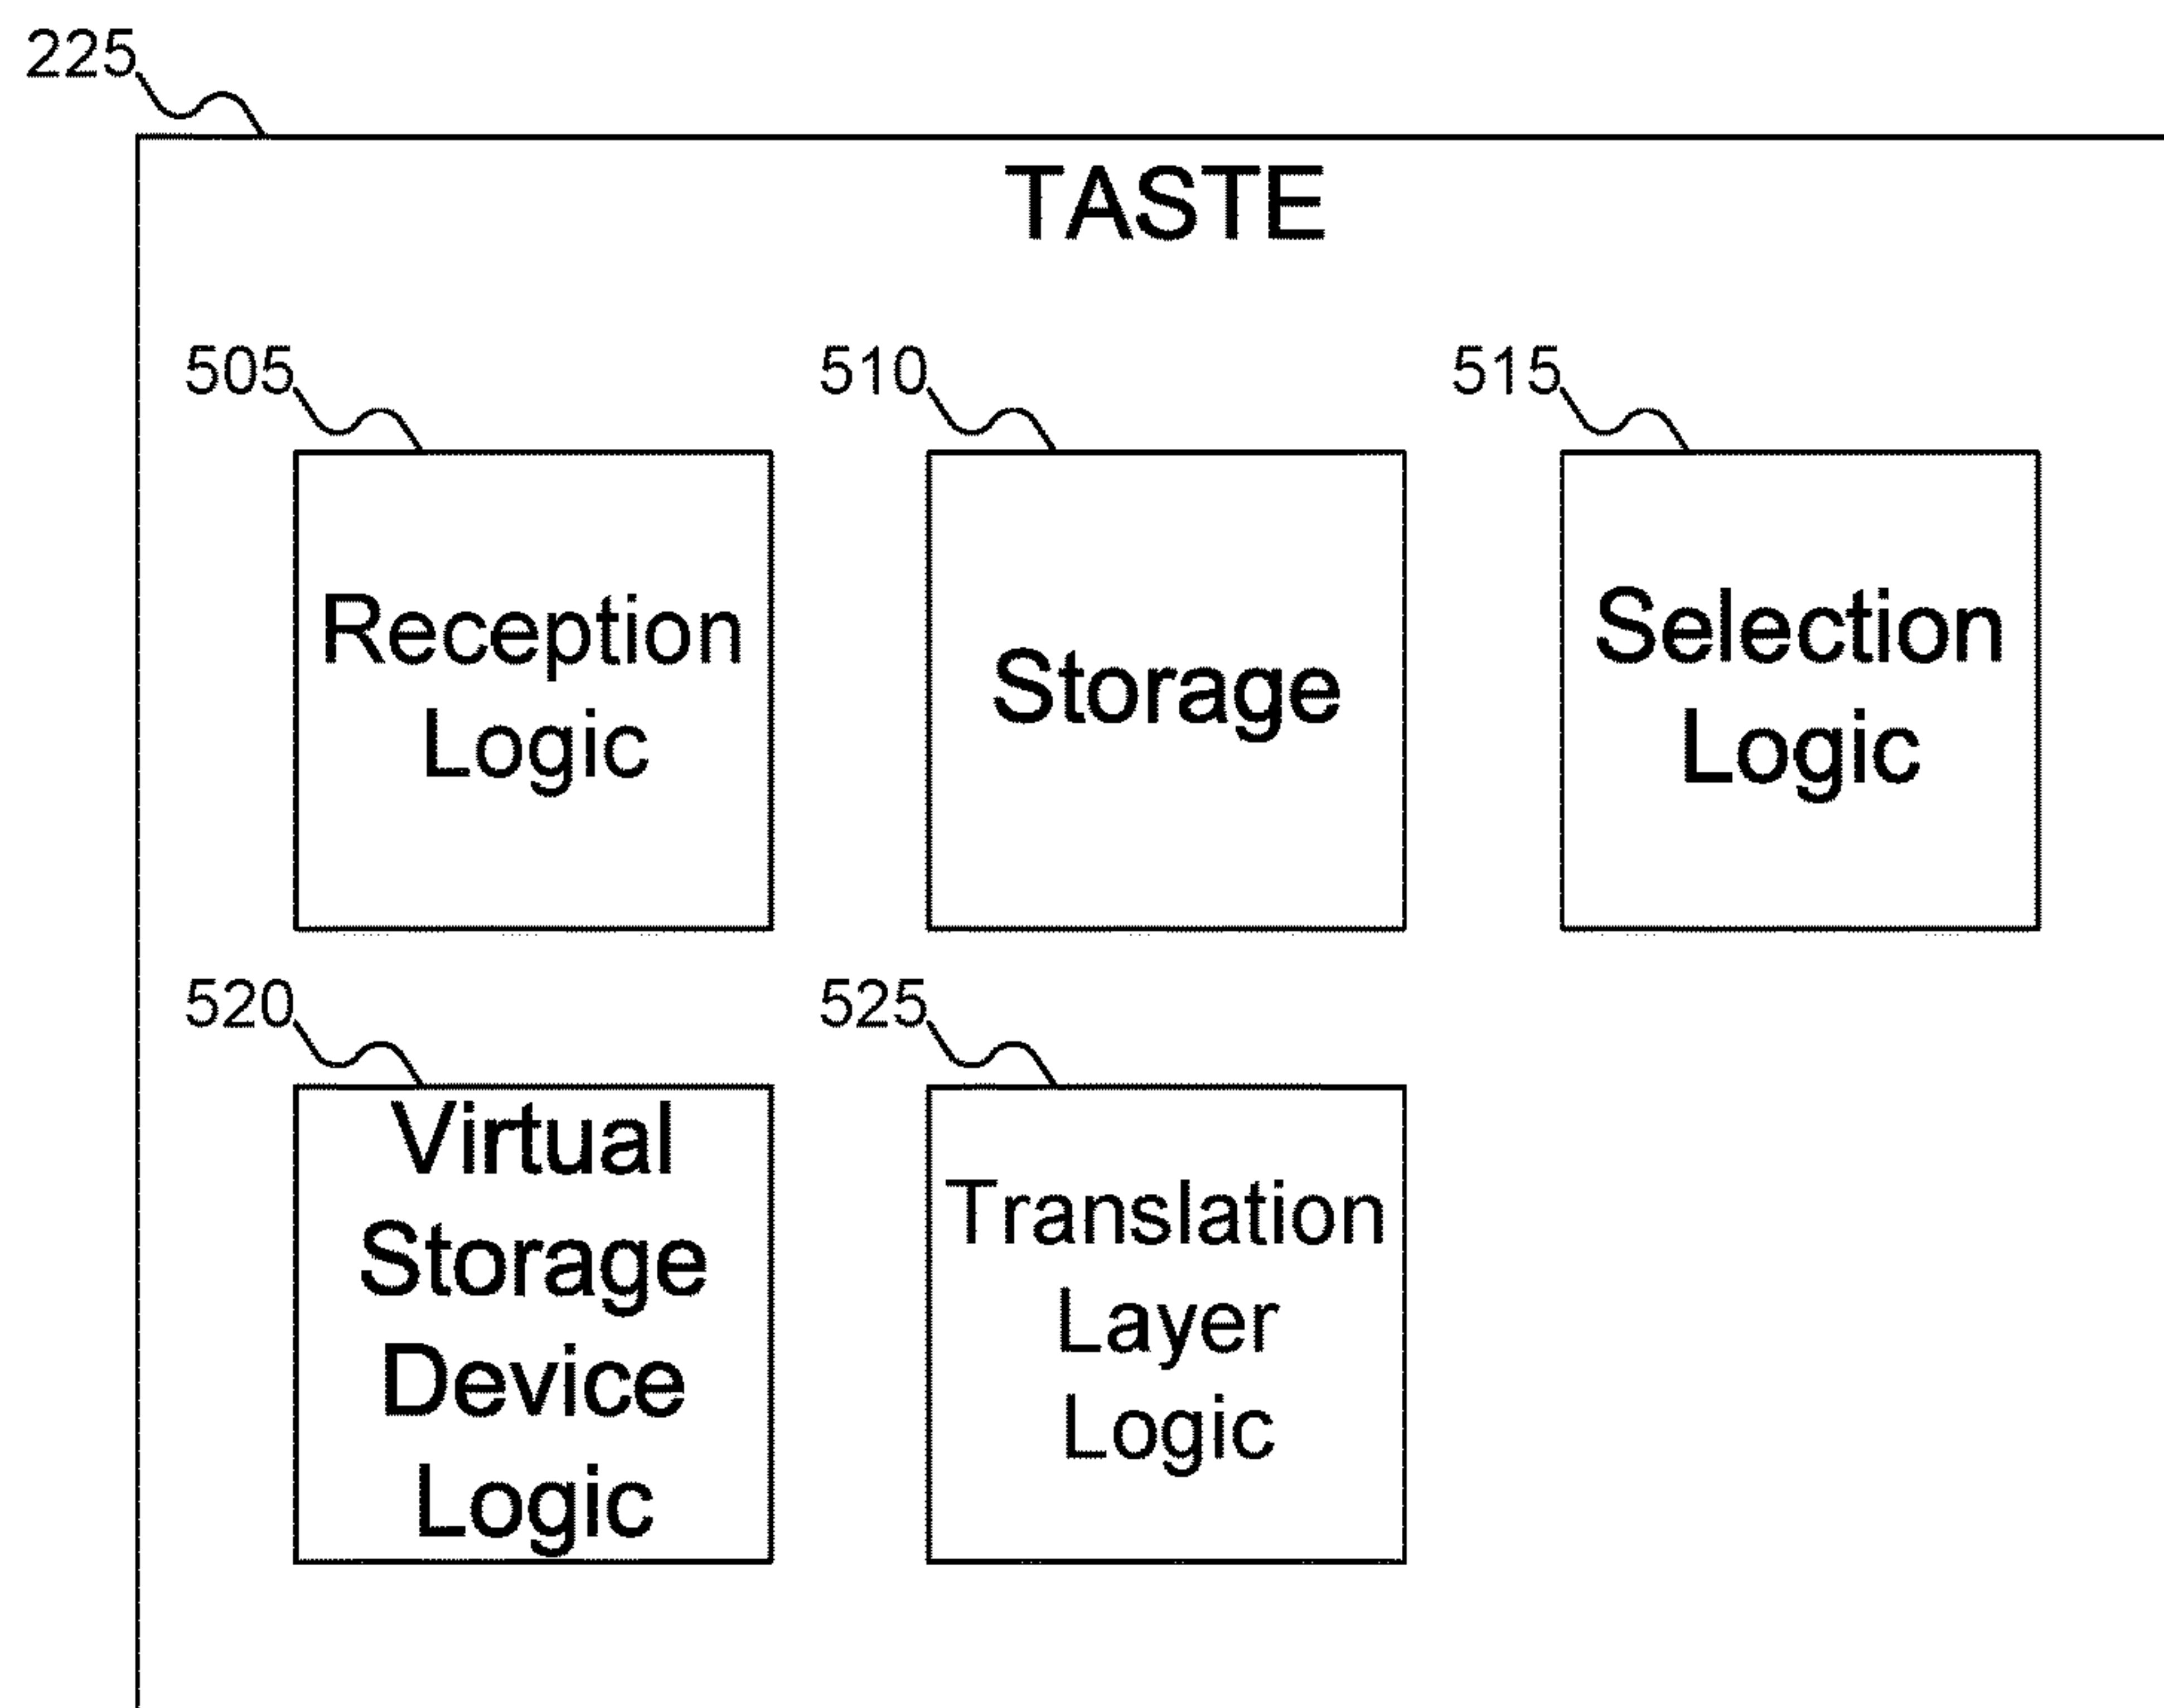 225
TASTE
505
510
515
Reception
Logic
Storage
Selection
Logic
520
525
Virtual
Storage
Device
Logic
Translation
Layer
Logic